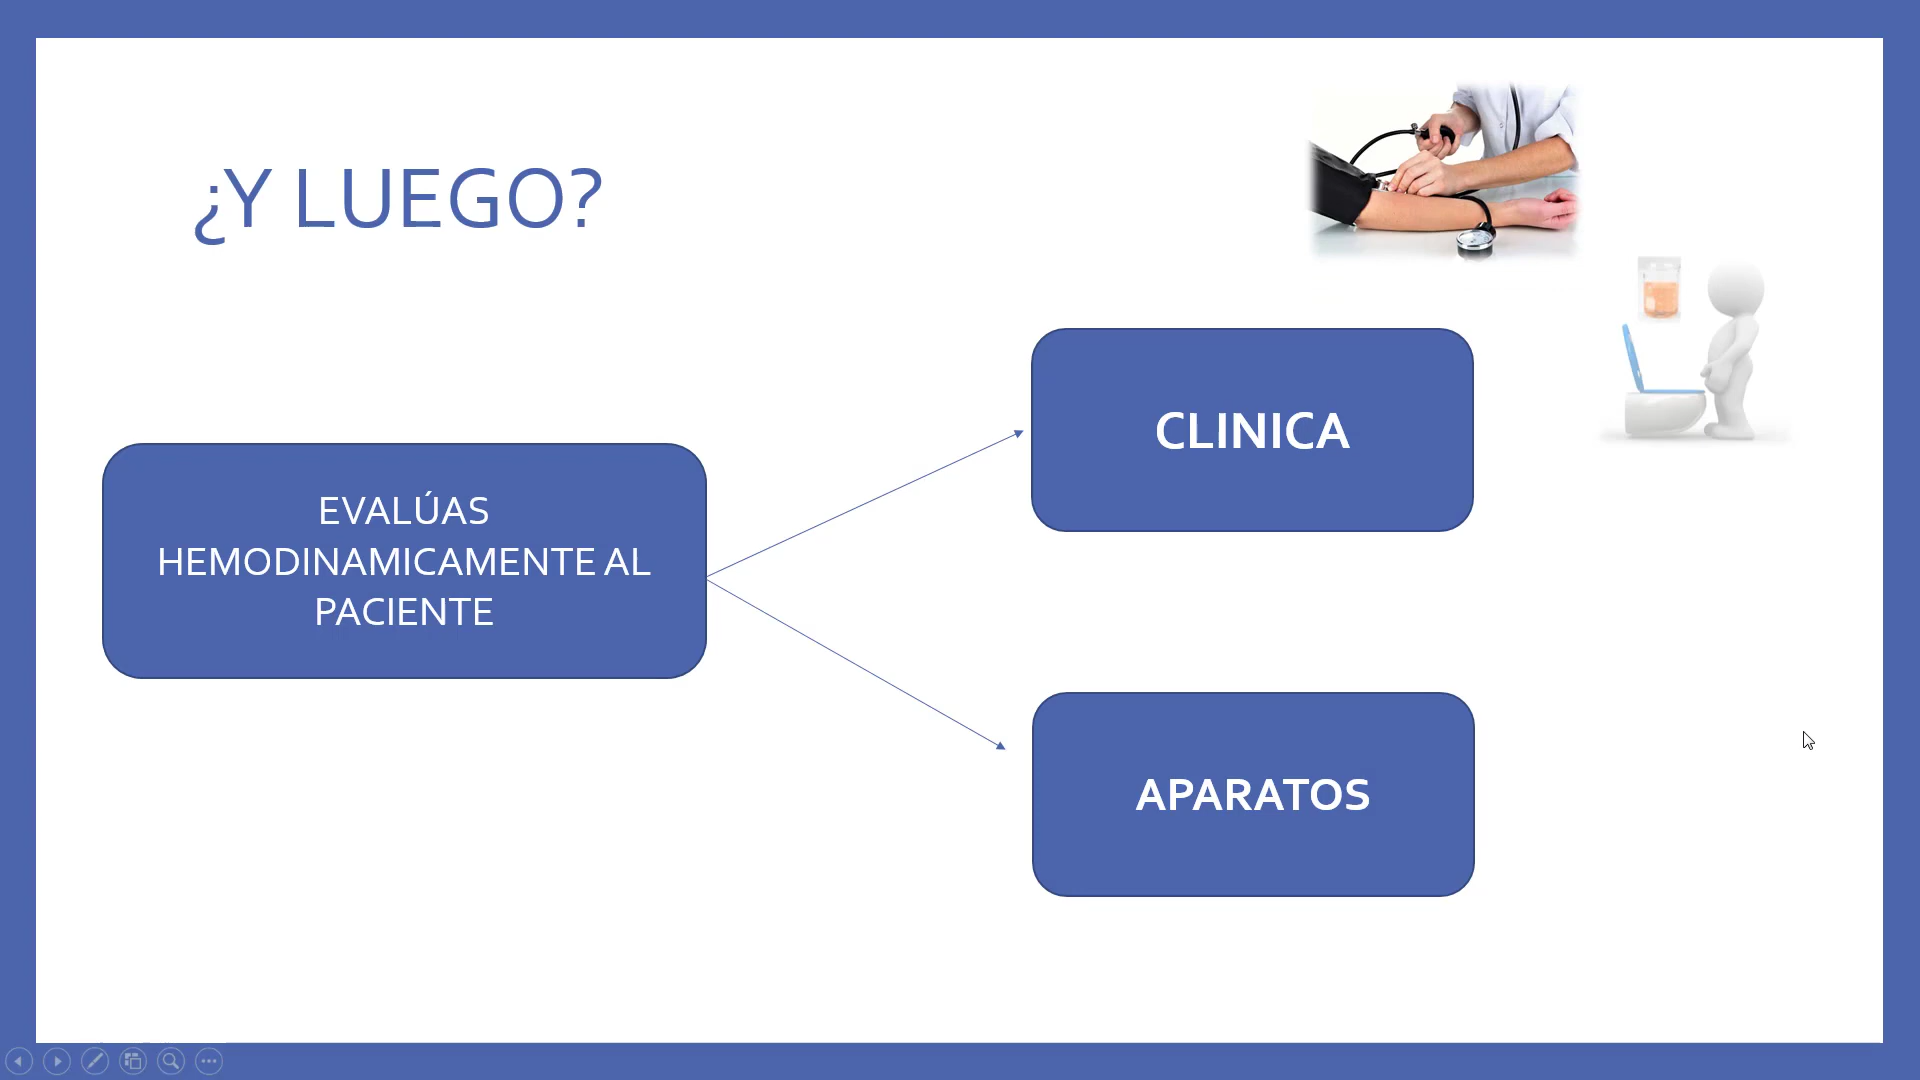 ¿Y LUEGO?
EVALÚAS
HEMODINAMICAMENTE AL
PACIENTE
CLINICA
APARATOS